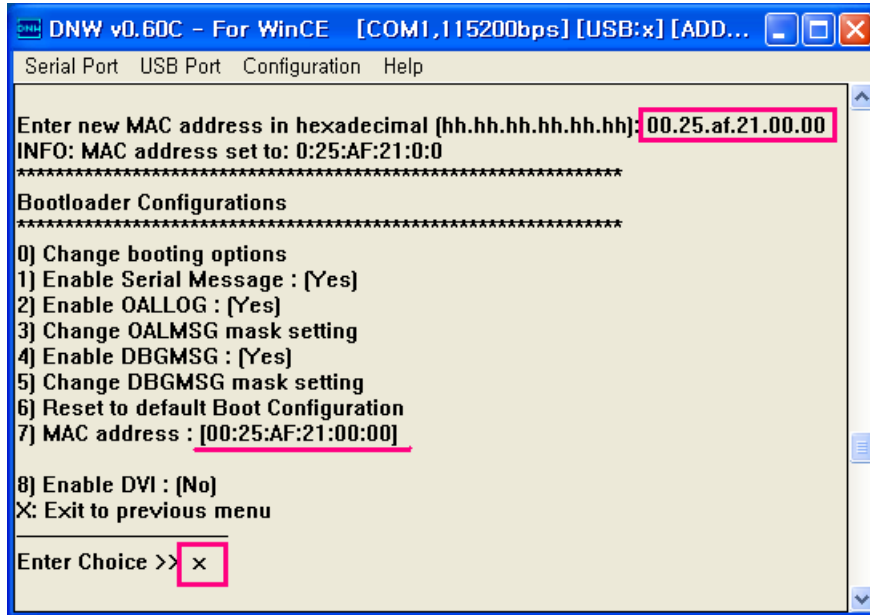 DNW v0.60C - For WinCE [COM1,115200bps] [USB:x] [ADD...
Serial Port USB Port Configuration Help
Enter new MAC address in hexadecimal (hh.hh.hh.hh.hh.hh): 00.25.af.21.00.00
INFO: MAC address set to: 0:25:AF:21:0:0
**************************************************************
Bootloader Configurations
**************************************************************
0) Change booting options
1) Enable Serial Message : (Yes)
2) Enable OALLOG : (Yes)
3) Change OALMSG mask setting
4) Enable DBGMSG : (Yes)
5) Change DBGMSG mask setting
6) Reset to default Boot Configuration
7) MAC address : [00:25:AF:21:00:00]
8) Enable DVI : (No)
X: Exit to previous menu
Enter Choice >> x